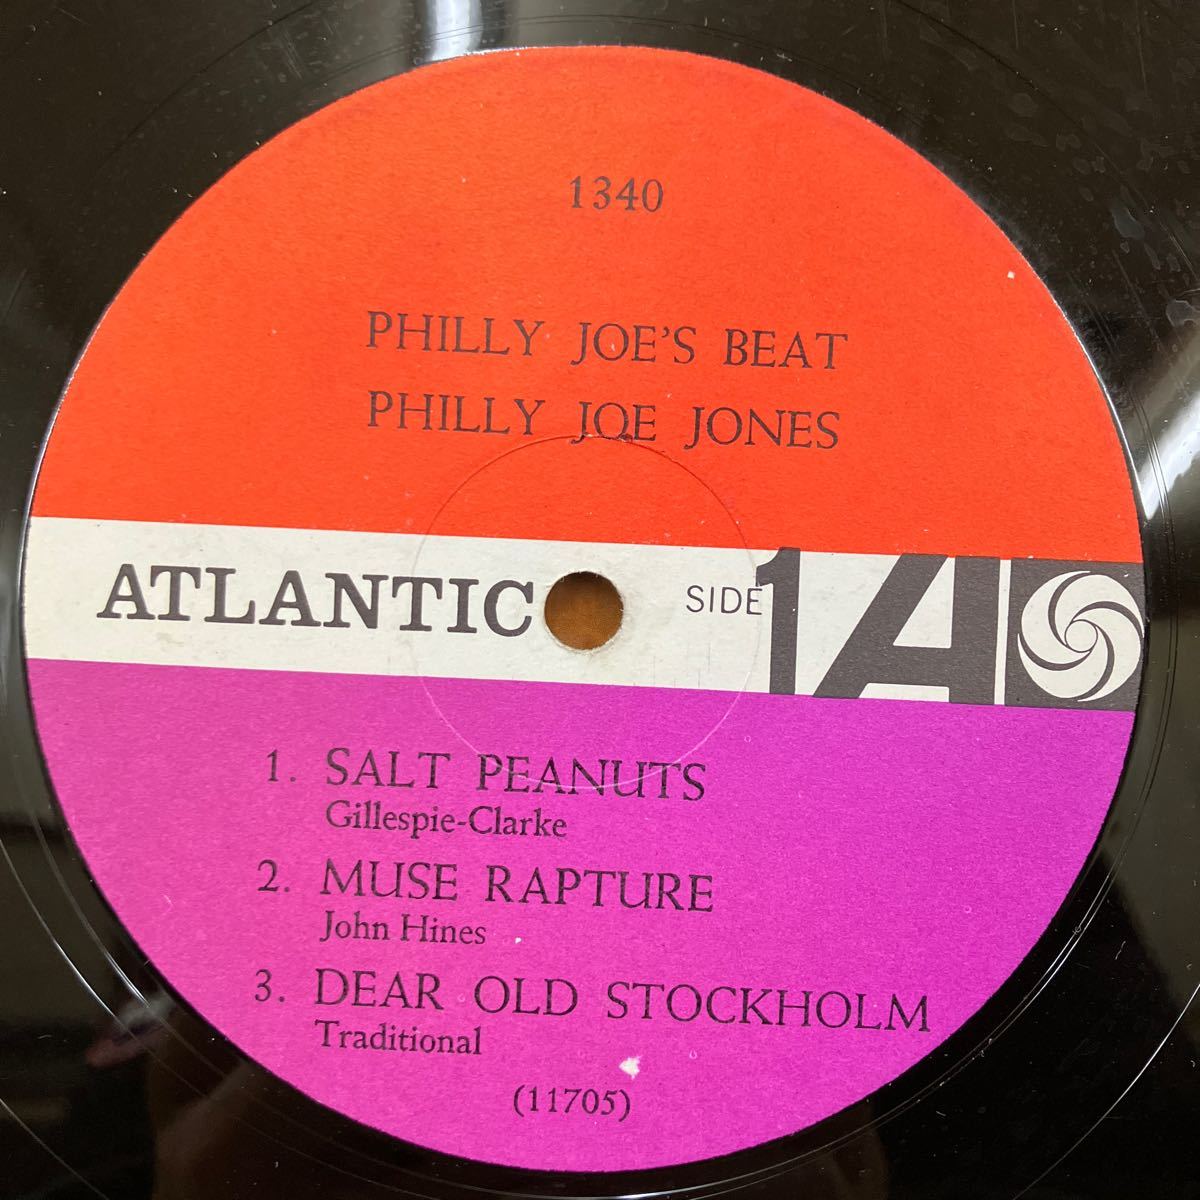 1340
PHILLY JOE'S BEAT
PHILLY JOE JONES
ATLANTIC SIDE 1 A
1. SALT PEANUTS
Gillespie-Clarke
2. MUSE RAPTURE
John Hines
3. DEAR OLD STOCKHOLM
Traditional
(11705)